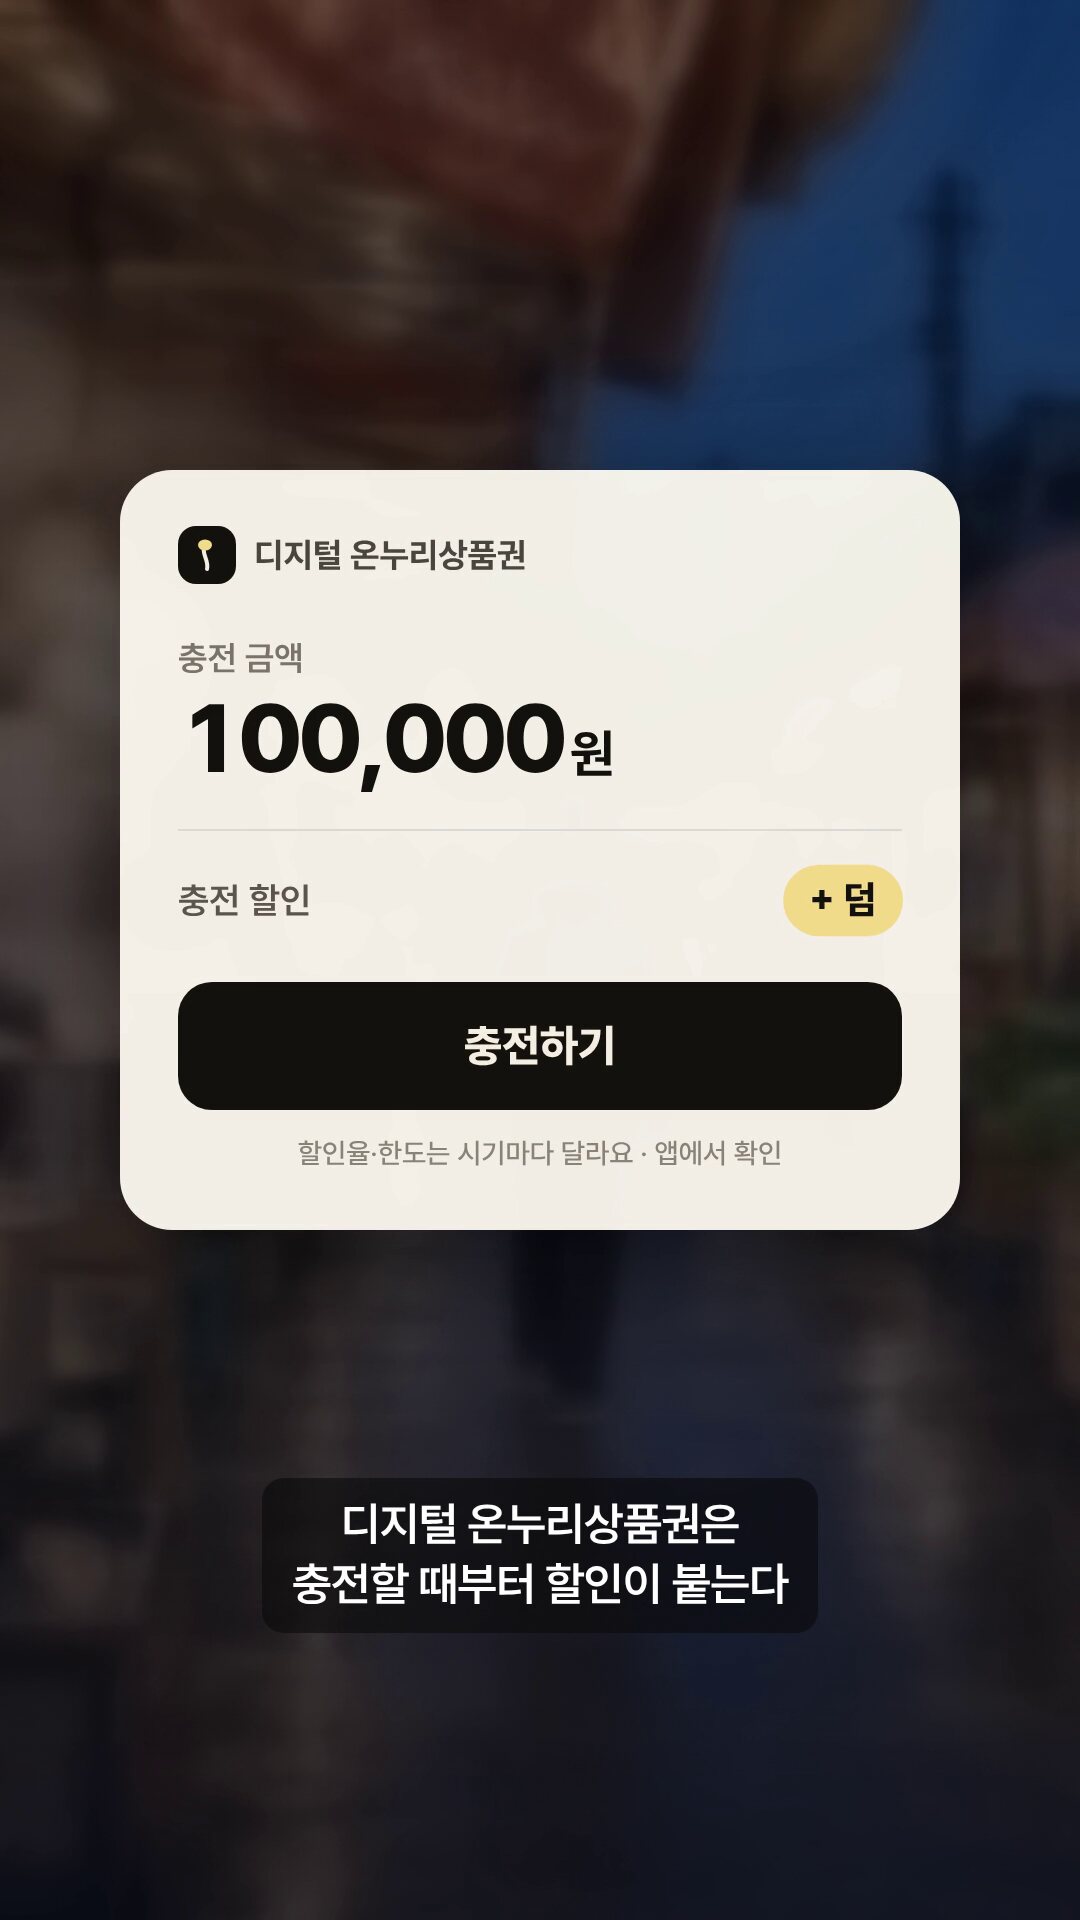 디지털 온누리상품권
충전 금액
100,000원
충전 할인
+ 덤
충전하기
할인율·한도는 시기마다 달라요 · 앱에서 확인
디지털 온누리상품권은
충전할 때부터 할인이 붙는다